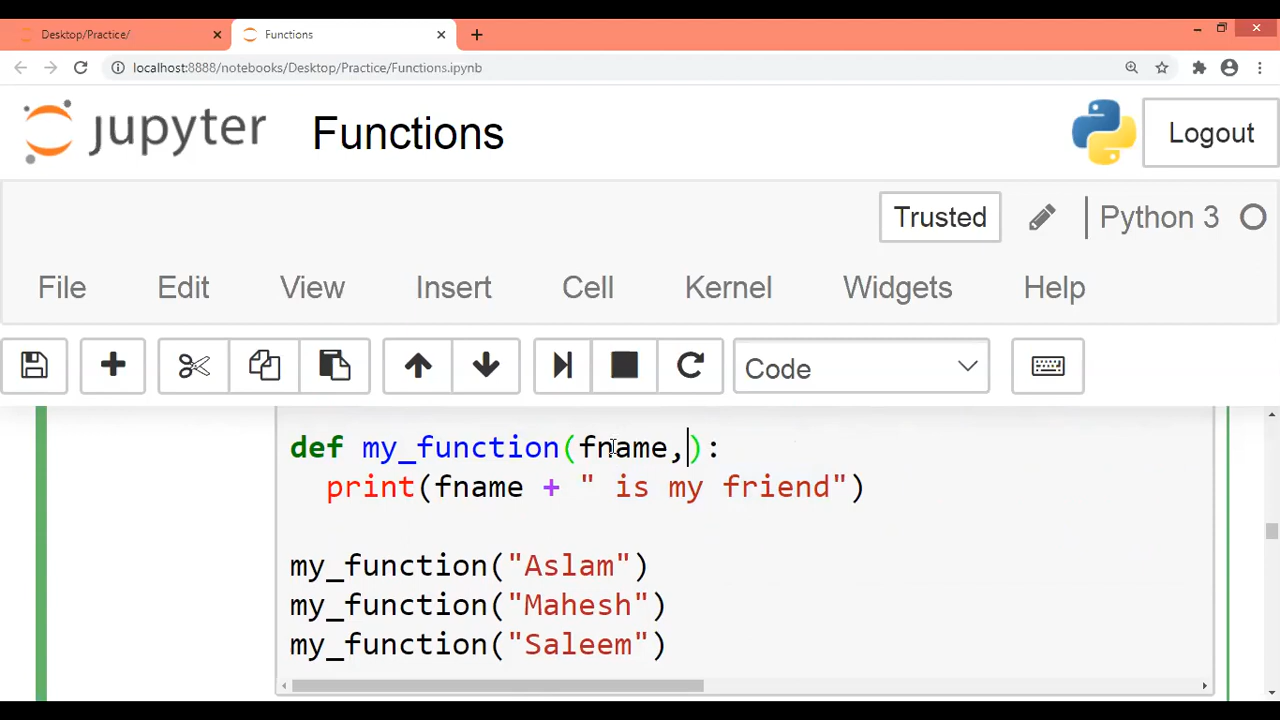 Desktop/Practice/
Functions
localhost:8888/notebooks/Desktop/Practice/Functions.ipynb
jupyter Functions
Logout
Trusted
Python 3
File Edit View Insert Cell Kernel Widgets Help
Code
def my_function(fname,):
print(fname + " is my friend")
my_function("Aslam")
my_function("Mahesh")
my_function("Saleem")